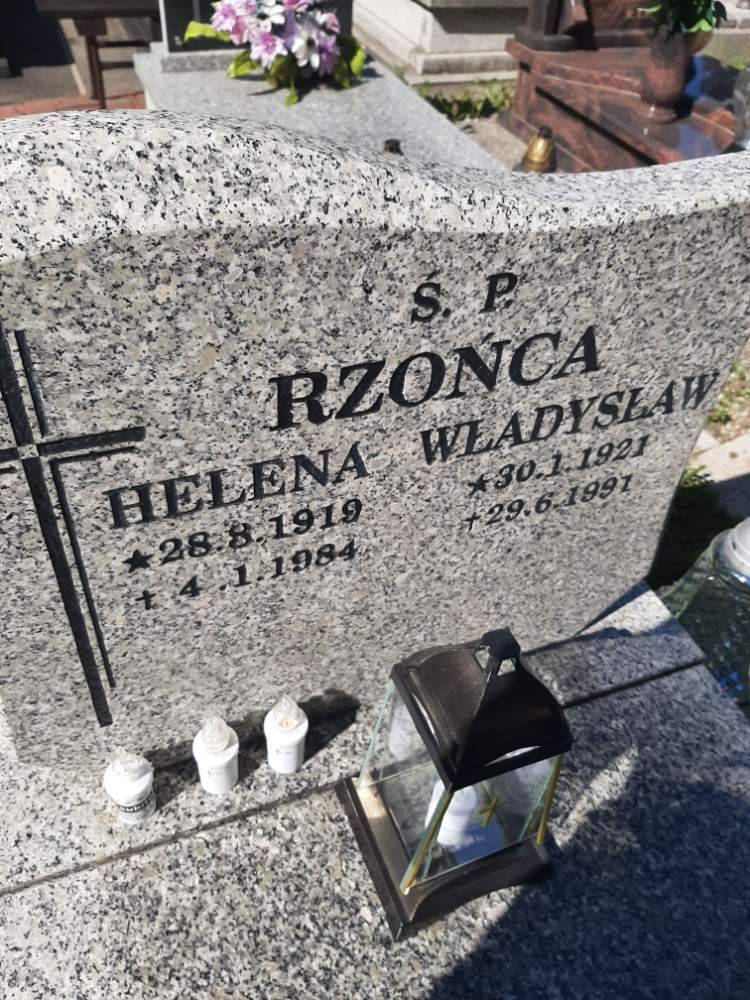 Ś. P.
RZOŃCA
HELENA WŁADYSŁAW
★28.8.1919 ★30.1.1921
† 4.1.1984 †29.6.1991